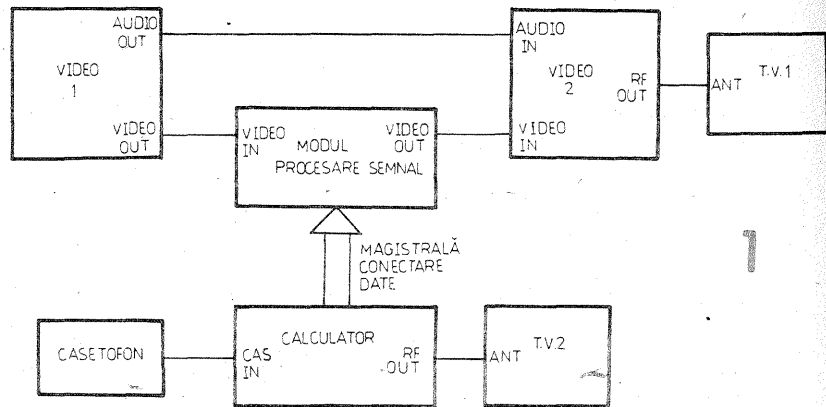 AUDIO
OUT
VIDEO
1
VIDEO
OUT
AUDIO
IN
VIDEO
2
RF
OUT
VIDEO
IN
ANT
T.V.1
VIDEO
IN
MODUL
PROCESARE SEMNAL
VIDEO
OUT
MAGISTRALĂ
CONECTARE
DATE
1
CASETOFON
CAS
IN
CALCULATOR
RF
OUT
ANT
T.V.2